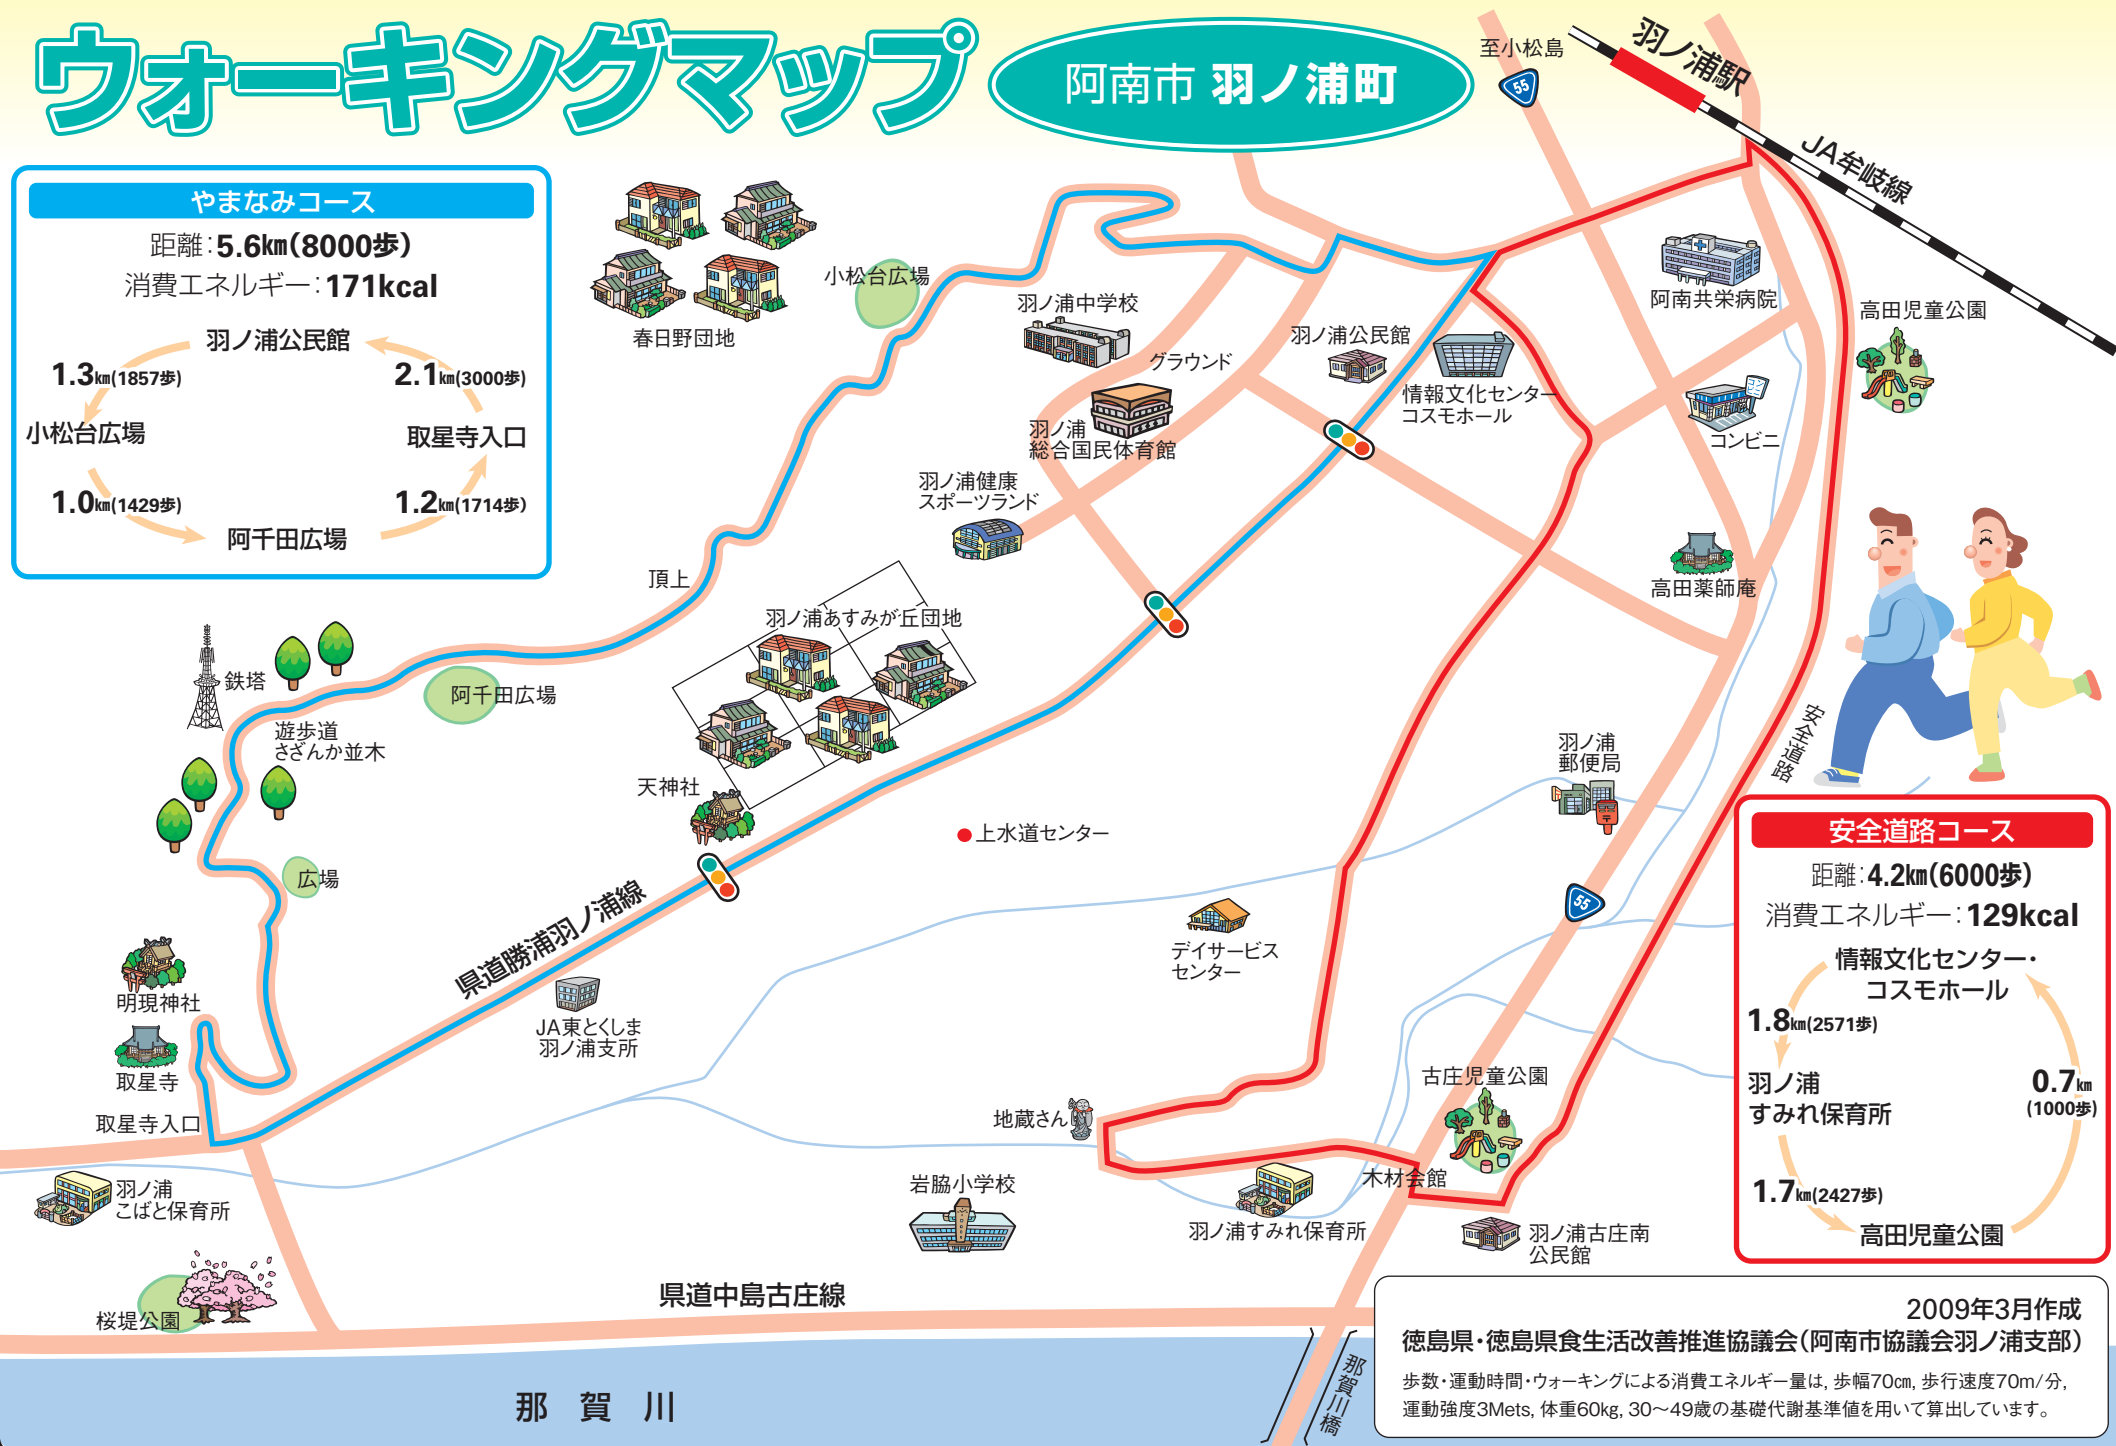 ウォーキングマップ
阿南市 羽ノ浦町
至小松島
55
羽ノ浦駅
JA牟岐線
やまなみコース
距離:5.6km(8000歩)
消費エネルギー:171kcal
羽ノ浦公民館
1.3km(1857歩)
2.1km(3000歩)
小松台広場
取星寺入口
1.0km(1429歩)
1.2km(1714歩)
阿千田広場
春日野団地
小松台広場
羽ノ浦中学校
グラウンド
羽ノ浦公民館
情報文化センター
コスモホール
阿南共栄病院
高田児童公園
コンビニ
羽ノ浦
総合国民体育館
羽ノ浦健康
スポーツランド
高田薬師庵
頂上
羽ノ浦あすみが丘団地
鉄塔
阿千田広場
遊歩道
さざんか並木
天神社
上水道センター
羽ノ浦
郵便局
安全道路
広場
県道勝浦羽ノ浦線
55
デイサービス
センター
明現神社
JA東とくしま
羽ノ浦支所
取星寺
取星寺入口
地蔵さん
古庄児童公園
木材会館
羽ノ浦
こばと保育所
岩脇小学校
羽ノ浦すみれ保育所
羽ノ浦古庄南
公民館
桜堤公園
県道中島古庄線
那賀川
那賀川橋
安全道路コース
距離:4.2km(6000歩)
消費エネルギー:129kcal
情報文化センター・
コスモホール
1.8km(2571歩)
羽ノ浦
すみれ保育所
0.7km
(1000歩)
1.7km(2427歩)
高田児童公園
2009年3月作成
徳島県・徳島県食生活改善推進協議会(阿南市協議会羽ノ浦支部)
歩数・運動時間・ウォーキングによる消費エネルギー量は, 歩幅70cm, 歩行速度70m/分,
運動強度3Mets, 体重60kg, 30〜49歳の基礎代謝基準値を用いて算出しています。